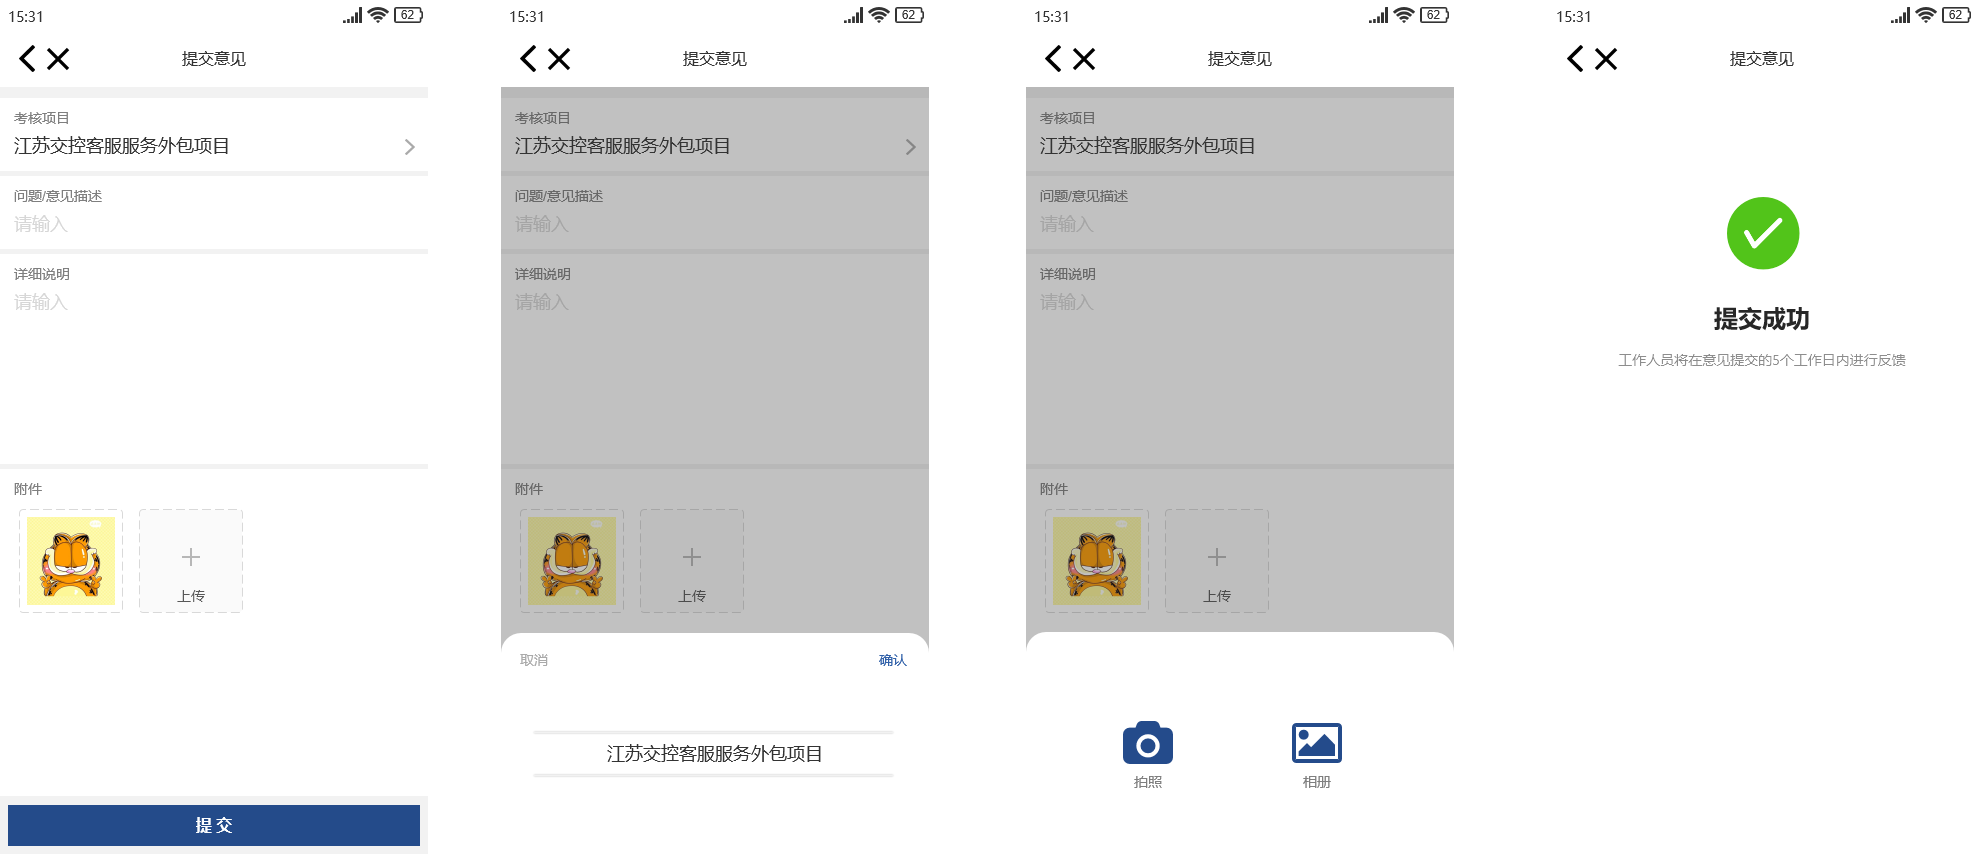 15:31
62
提交意见
考核项目
江苏交控客服服务外包项目
问题/意见描述
请输入
详细说明
请输入
附件
上传
提交
15:31
62
提交意见
考核项目
江苏交控客服服务外包项目
问题/意见描述
请输入
详细说明
请输入
附件
上传
取消 确认
江苏交控客服服务外包项目
15:31
62
提交意见
考核项目
江苏交控客服服务外包项目
问题/意见描述
请输入
详细说明
请输入
附件
上传
拍照 相册
15:31
62
提交意见
提交成功
工作人员将在意见提交的5个工作日内进行反馈